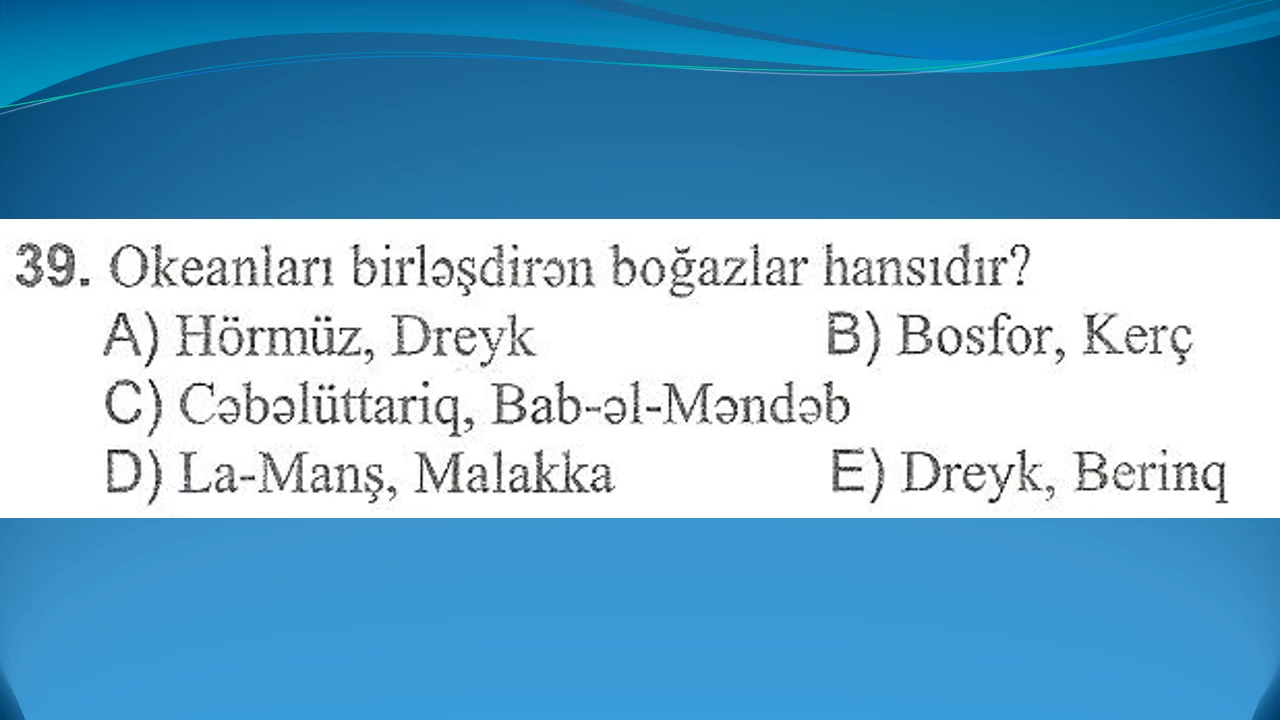 39. Okeanları birləşdirən boğazlar hansıdır?
A) Hörmüz, Dreyk B) Bosfor, Kerç
C) Cəbəlüttariq, Bab-əl-Məndəb
D) La-Manş, Malakka E) Dreyk, Berinq